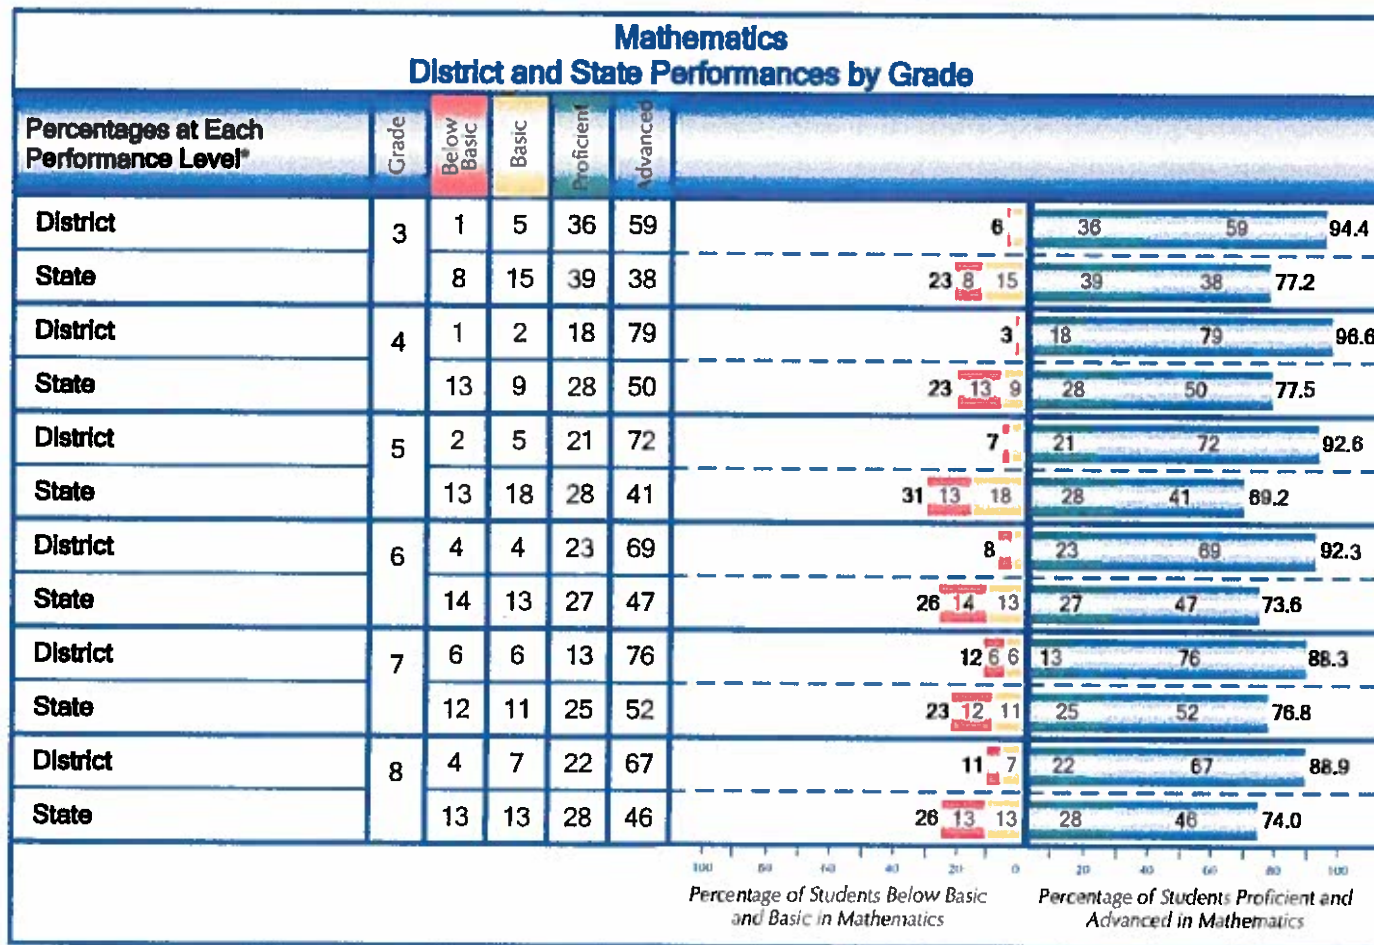 Mathematics
District and State Performances by Grade
Percentages at Each
Performance Level*
Grade
Below
Basic
Basic
Proficient
Advanced
District 3 1 5 36 59 6 36 59 94.4
State 8 15 39 38 23 8 15 39 38 77.2
District 4 1 2 18 79 3 18 79 96.6
State 13 9 28 50 23 13 9 28 50 77.5
District 5 2 5 21 72 7 21 72 92.6
State 13 18 28 41 31 13 18 28 41 69.2
District 6 4 4 23 69 8 23 69 92.3
State 14 13 27 47 26 14 13 27 47 73.6
District 7 6 6 13 76 12 6 6 13 76 88.3
State 12 11 25 52 23 12 11 25 52 76.8
District 8 4 7 22 67 11 7 22 67 88.9
State 13 13 28 46 26 13 13 28 46 74.0
100 80 60 40 20 0 20 40 60 80 100
Percentage of Students Below Basic
and Basic in Mathematics
Percentage of Students Proficient and
Advanced in Mathematics